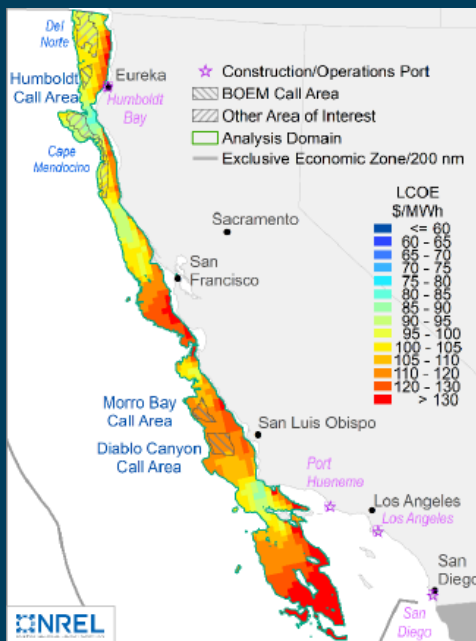 Del
Norte
Humboldt
Call Area
Eureka
Humboldt
Bay
Cape
Mendocino
Construction/Operations Port
BOEM Call Area
Other Area of Interest
Analysis Domain
Exclusive Economic Zone/200 nm
LCOE
$/MWh
<= 60
60 - 65
65 - 70
70 - 75
75 - 80
80 - 85
85 - 90
90 - 95
95 - 100
100 - 105
105 - 110
110 - 120
120 - 130
> 130
Sacramento
San
Francisco
Morro Bay
Call Area
San Luis Obispo
Diablo Canyon
Call Area
Port
Hueneme
Los Angeles
Los Angeles
San
Diego
San
Diego
NREL